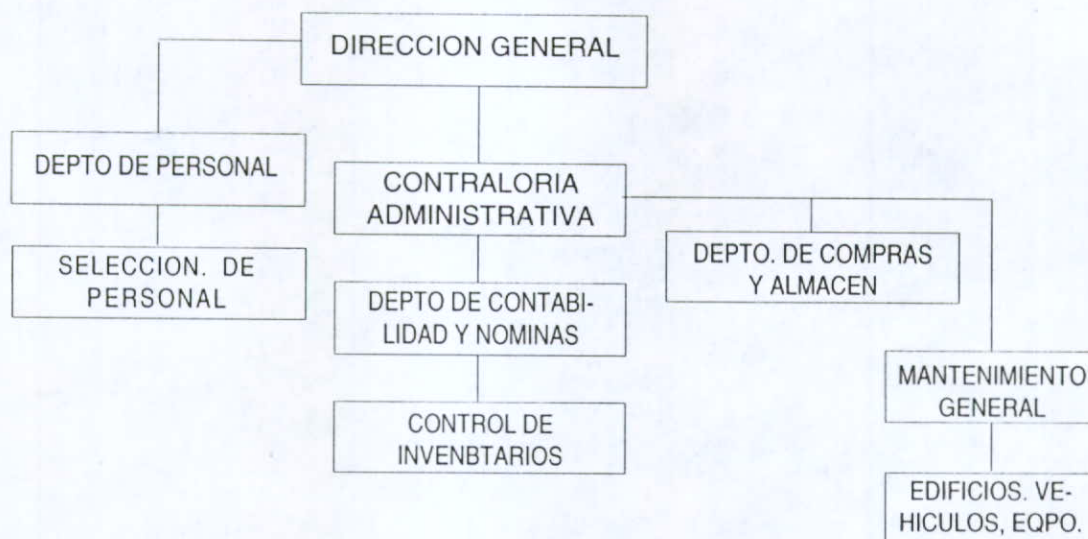 DIRECCION GENERAL
DEPTO DE PERSONAL
SELECCION. DE
PERSONAL
CONTRALORIA
ADMINISTRATIVA
DEPTO DE CONTABI-
LIDAD Y NOMINAS
CONTROL DE
INVENBTARIOS
DEPTO. DE COMPRAS
Y ALMACEN
MANTENIMIENTO
GENERAL
EDIFICIOS. VE-
HICULOS, EQPO.